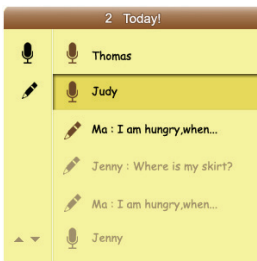 2 Today!
Thomas
Judy
Ma : I am hungry,when...
Jenny : Where is my skirt?
Ma : I am hungry,when...
Jenny